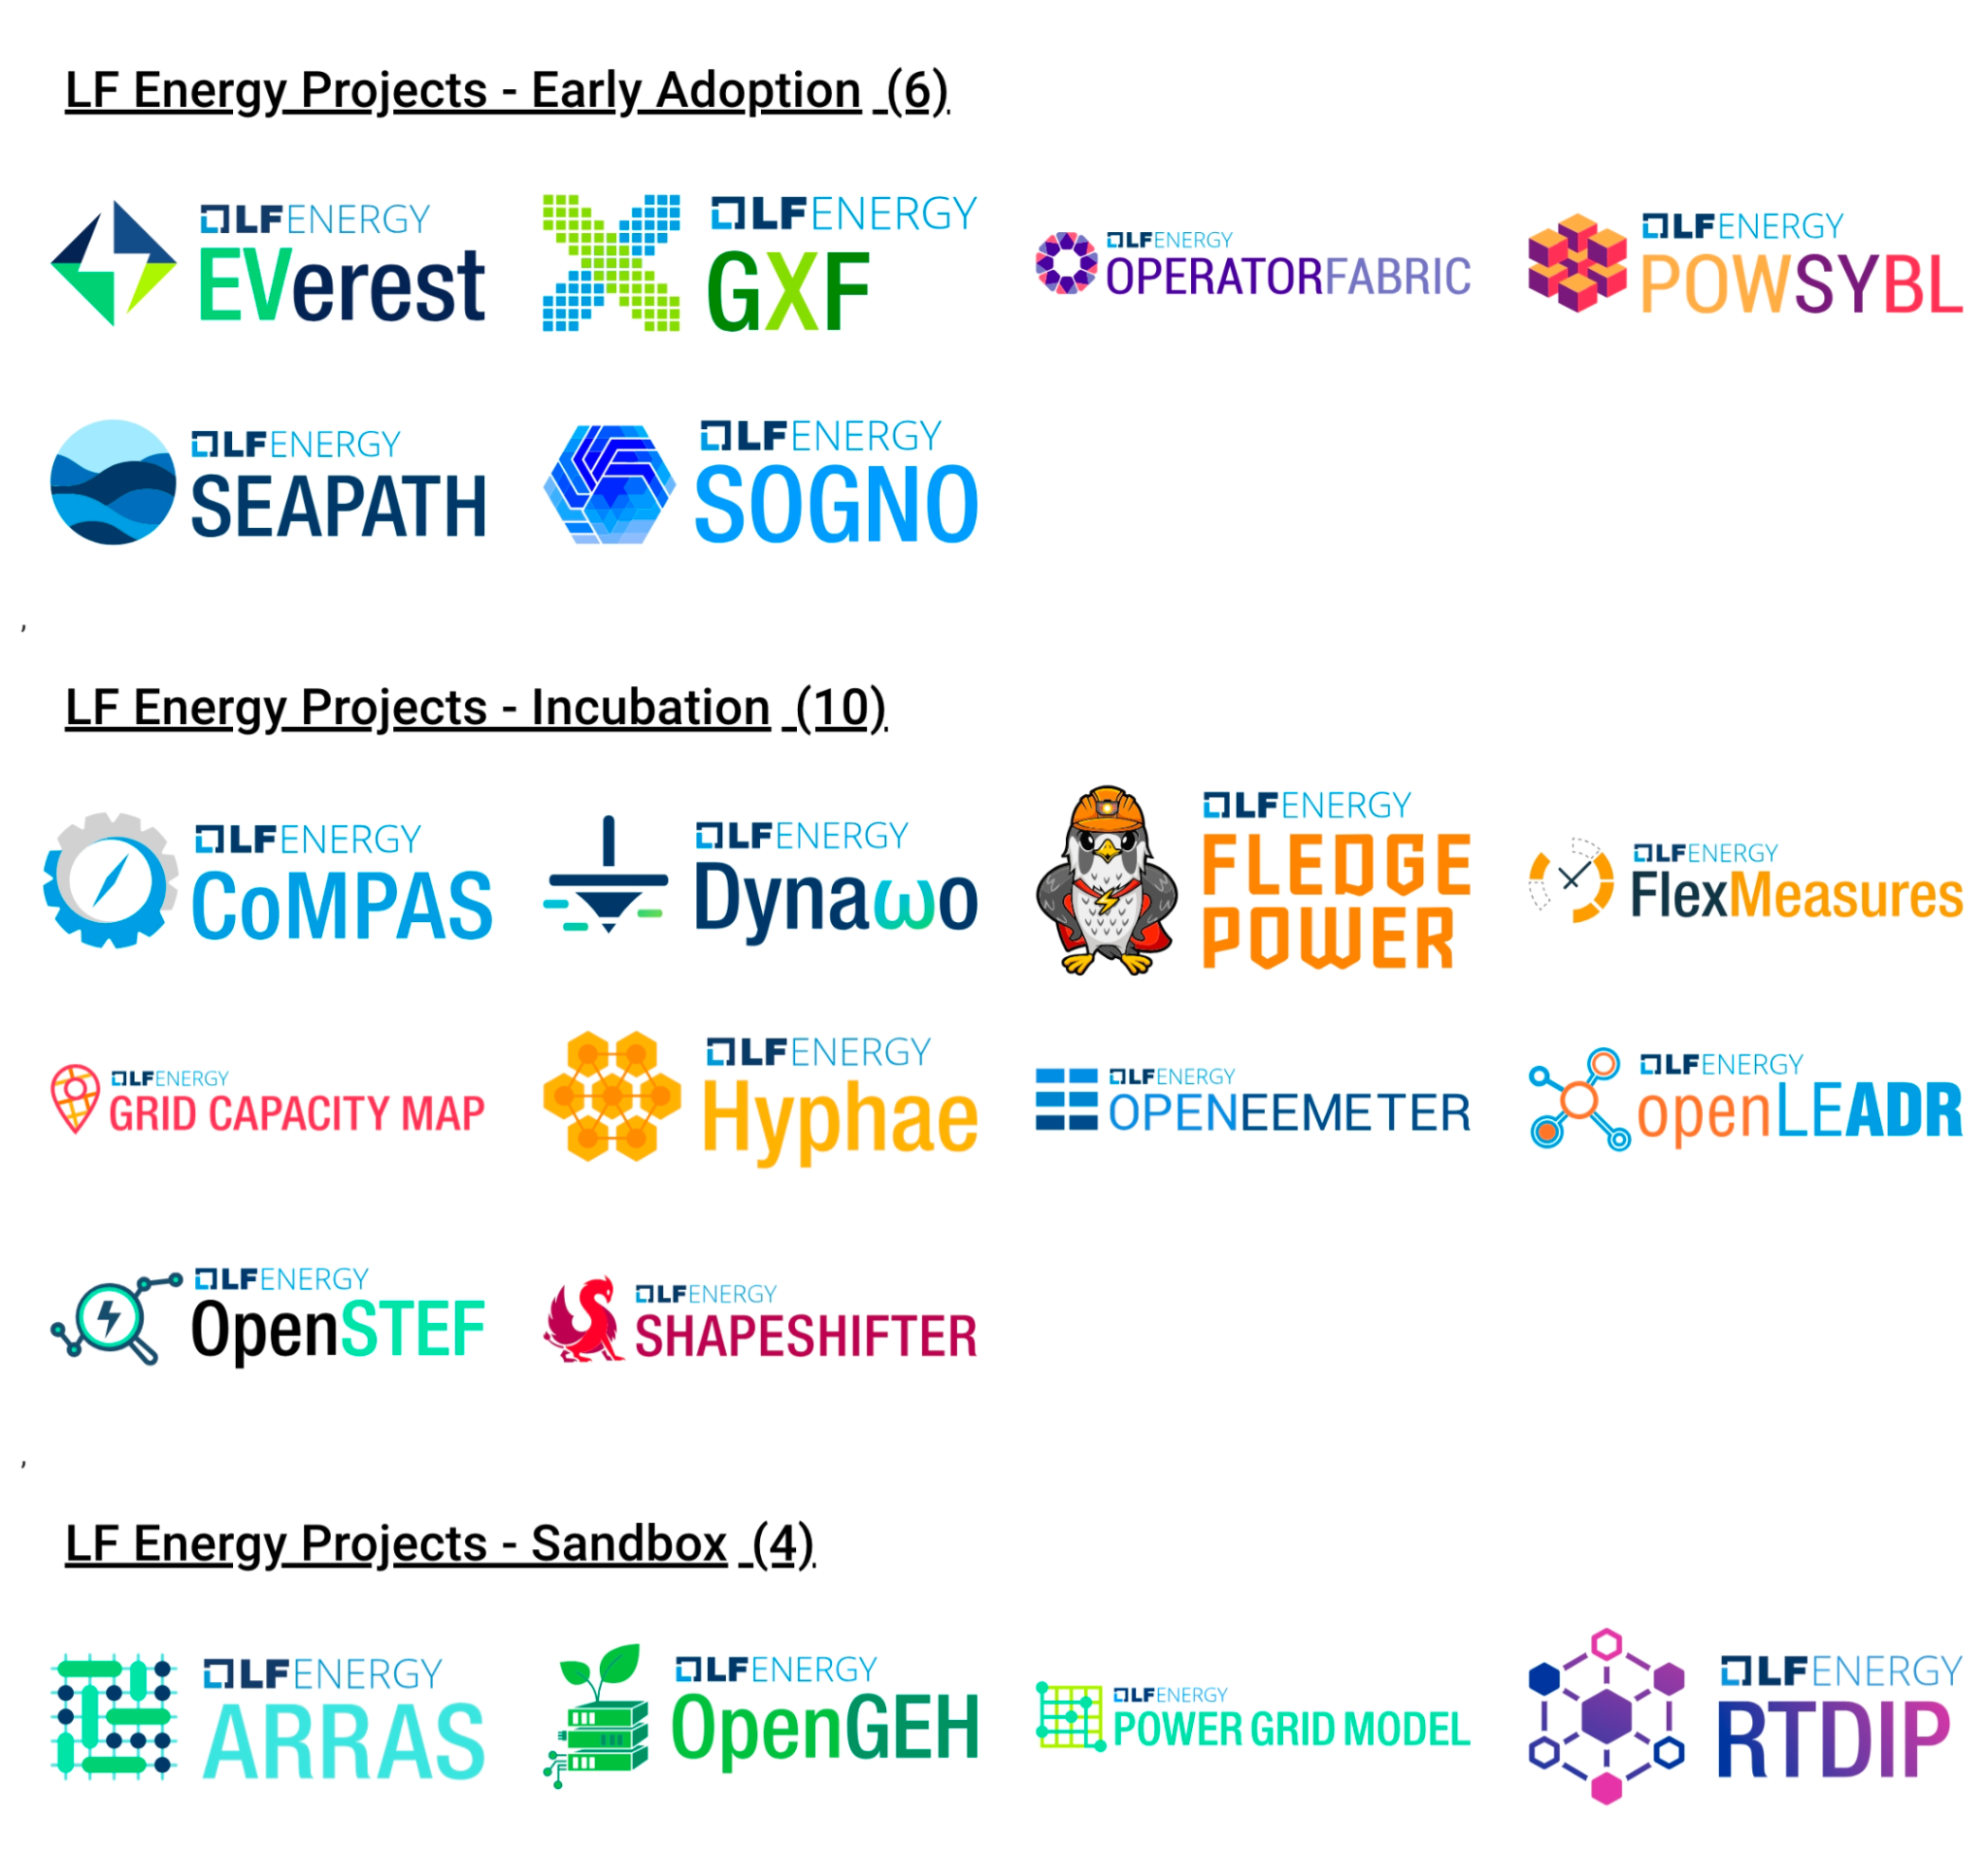 LF Energy Projects - Early Adoption (6)
LF ENERGY
EVerest
LF ENERGY
GXF
LF ENERGY
OPERATORFABRIC
LF ENERGY
POWSYBL
LF ENERGY
SEAPATH
LF ENERGY
SOGNO
,
LF Energy Projects - Incubation (10)
LF ENERGY
CoMPAS
LF ENERGY
Dynaωo
LF ENERGY
FLEDGE
POWER
LF ENERGY
FlexMeasures
LF ENERGY
GRID CAPACITY MAP
LF ENERGY
Hyphae
LF ENERGY
OPENEEMETER
LF ENERGY
openLEADR
LF ENERGY
OpenSTEF
LF ENERGY
SHAPESHIFTER
,
LF Energy Projects - Sandbox (4)
LF ENERGY
ARRAS
LF ENERGY
OpenGEH
LF ENERGY
POWER GRID MODEL
LF ENERGY
RTDIP